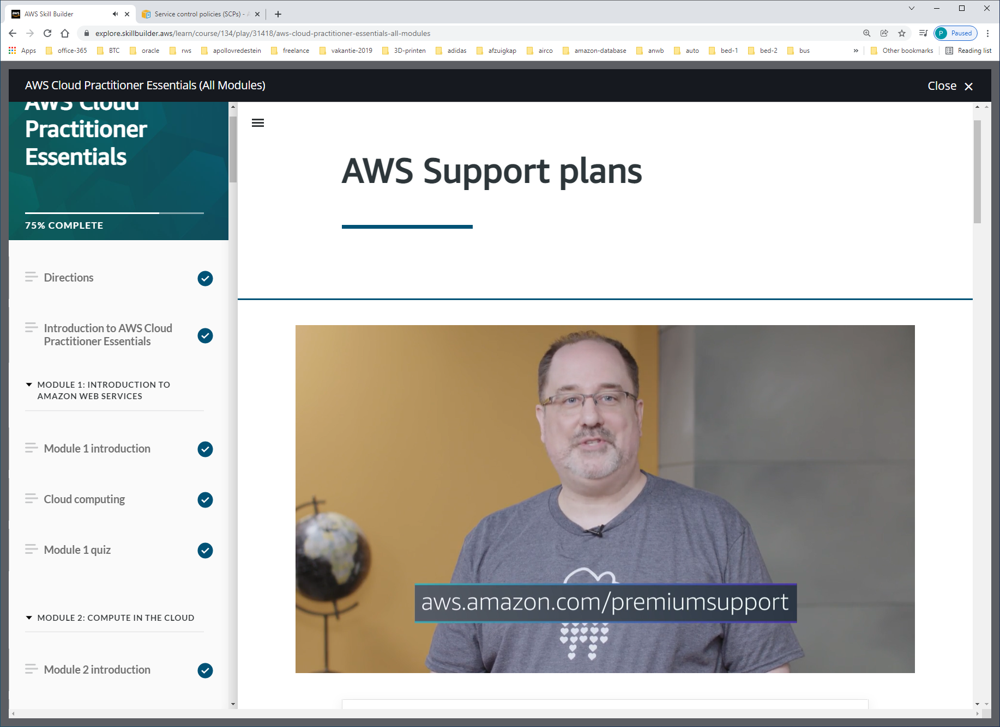 aws
AWS Skill Builder
Service control policies (SCPs) - A
explore.skillbuilder.aws/learn/course/134/play/31418/aws-cloud-practitioner-essentials-all-modules
P Paused
Apps office-365 BTC oracle rws apollovredestein freelance vakantie-2019 3D-printen adidas afzuigkap airco amazon-database anwb auto bed-1 bed-2 bus » Other bookmarks Reading list
AWS Cloud Practitioner Essentials (All Modules)
Close
AWS Cloud
Practitioner
Essentials
75% COMPLETE
Directions
Introduction to AWS Cloud
Practitioner Essentials
MODULE 1: INTRODUCTION TO
AMAZON WEB SERVICES
Module 1 introduction
Cloud computing
Module 1 quiz
MODULE 2: COMPUTE IN THE CLOUD
Module 2 introduction
AWS Support plans
aws.amazon.com/premiumsupport